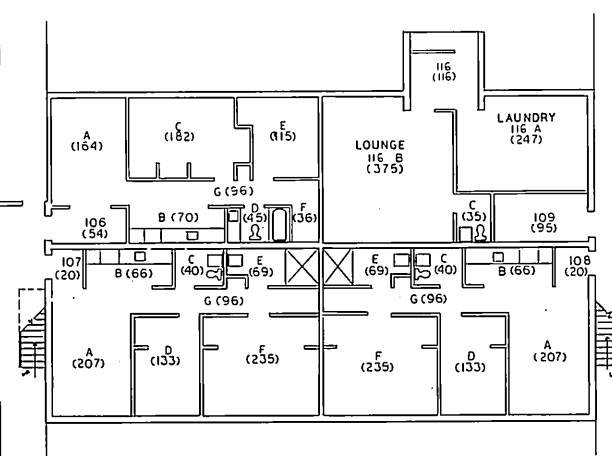 116
(116)
A
(164)
C
(182)
E
(115)
LOUNGE
116 B
(375)
LAUNDRY
116 A
(247)
G (96)
106
(54)
B (70)
D
(45)
F
(36)
C
(35)
109
(95)
107
(20)
B (66)
C
(40)
E
(69)
E
(69)
C
(40)
B (66)
108
(20)
G (96)
G (96)
A
(207)
D
(133)
F
(235)
F
(235)
D
(133)
A
(207)